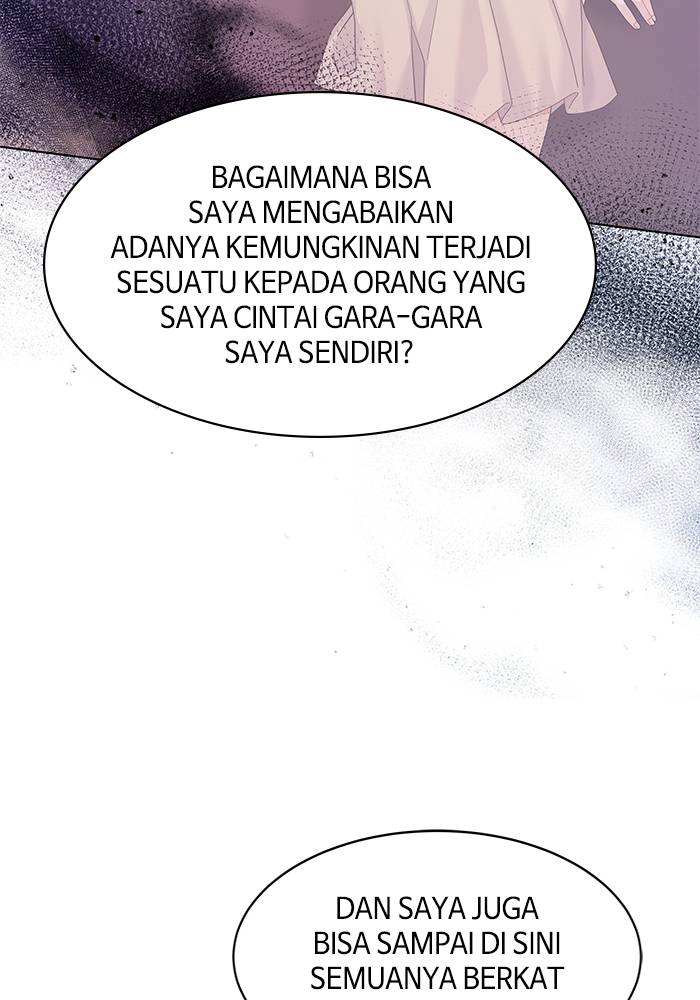 BAGAIMANA BISA
SAYA MENGABAIKAN
ADANYA KEMUNGKINAN TERJADI
SESUATU KEPADA ORANG YANG
SAYA CINTAI GARA-GARA
SAYA SENDIRI?
DAN SAYA JUGA
BISA SAMPAI DI SINI
SEMUANYA BERKAT